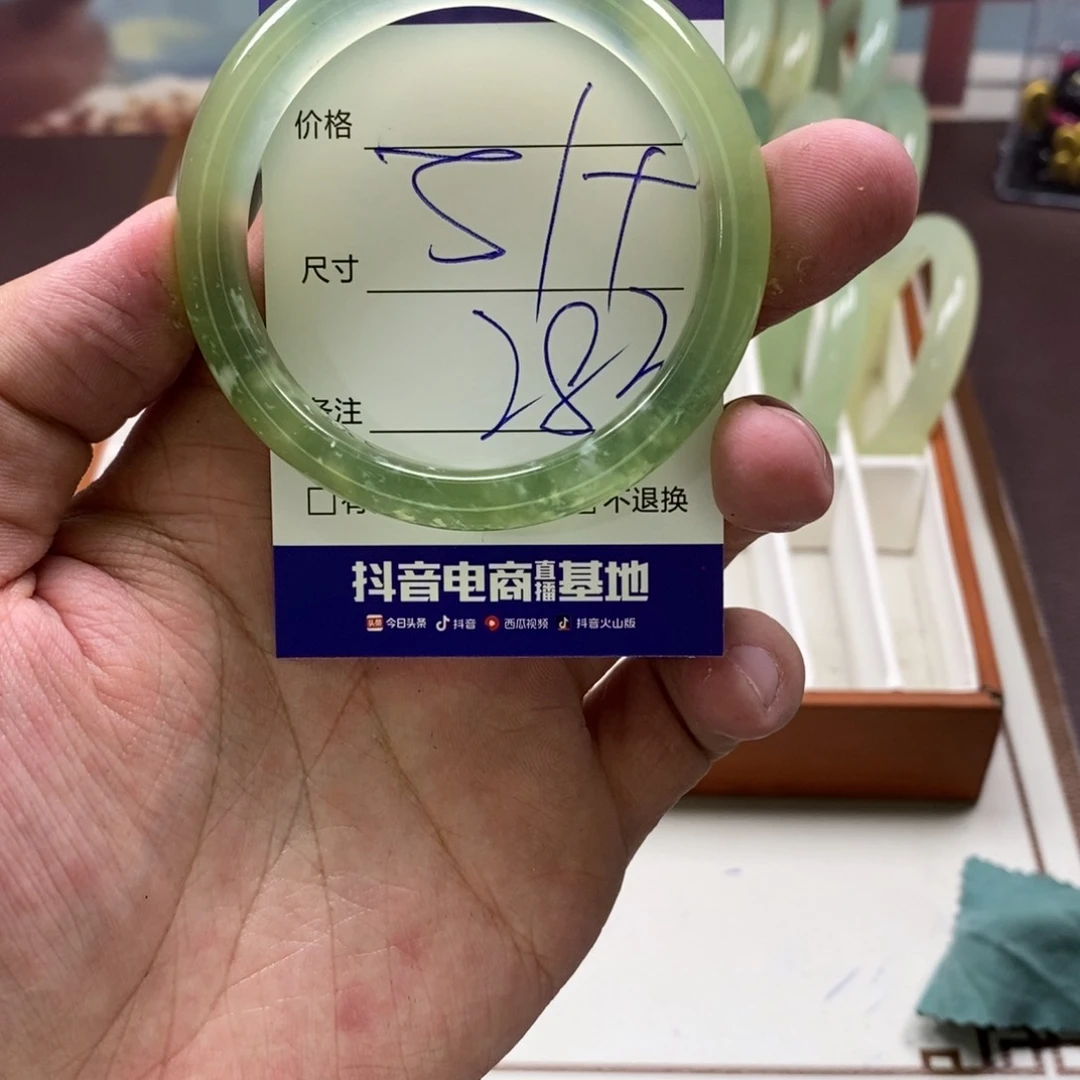 价格
尺寸
282
注
不退换
抖音电商直播基地
今日头条 抖音 西瓜视频 抖音火山版